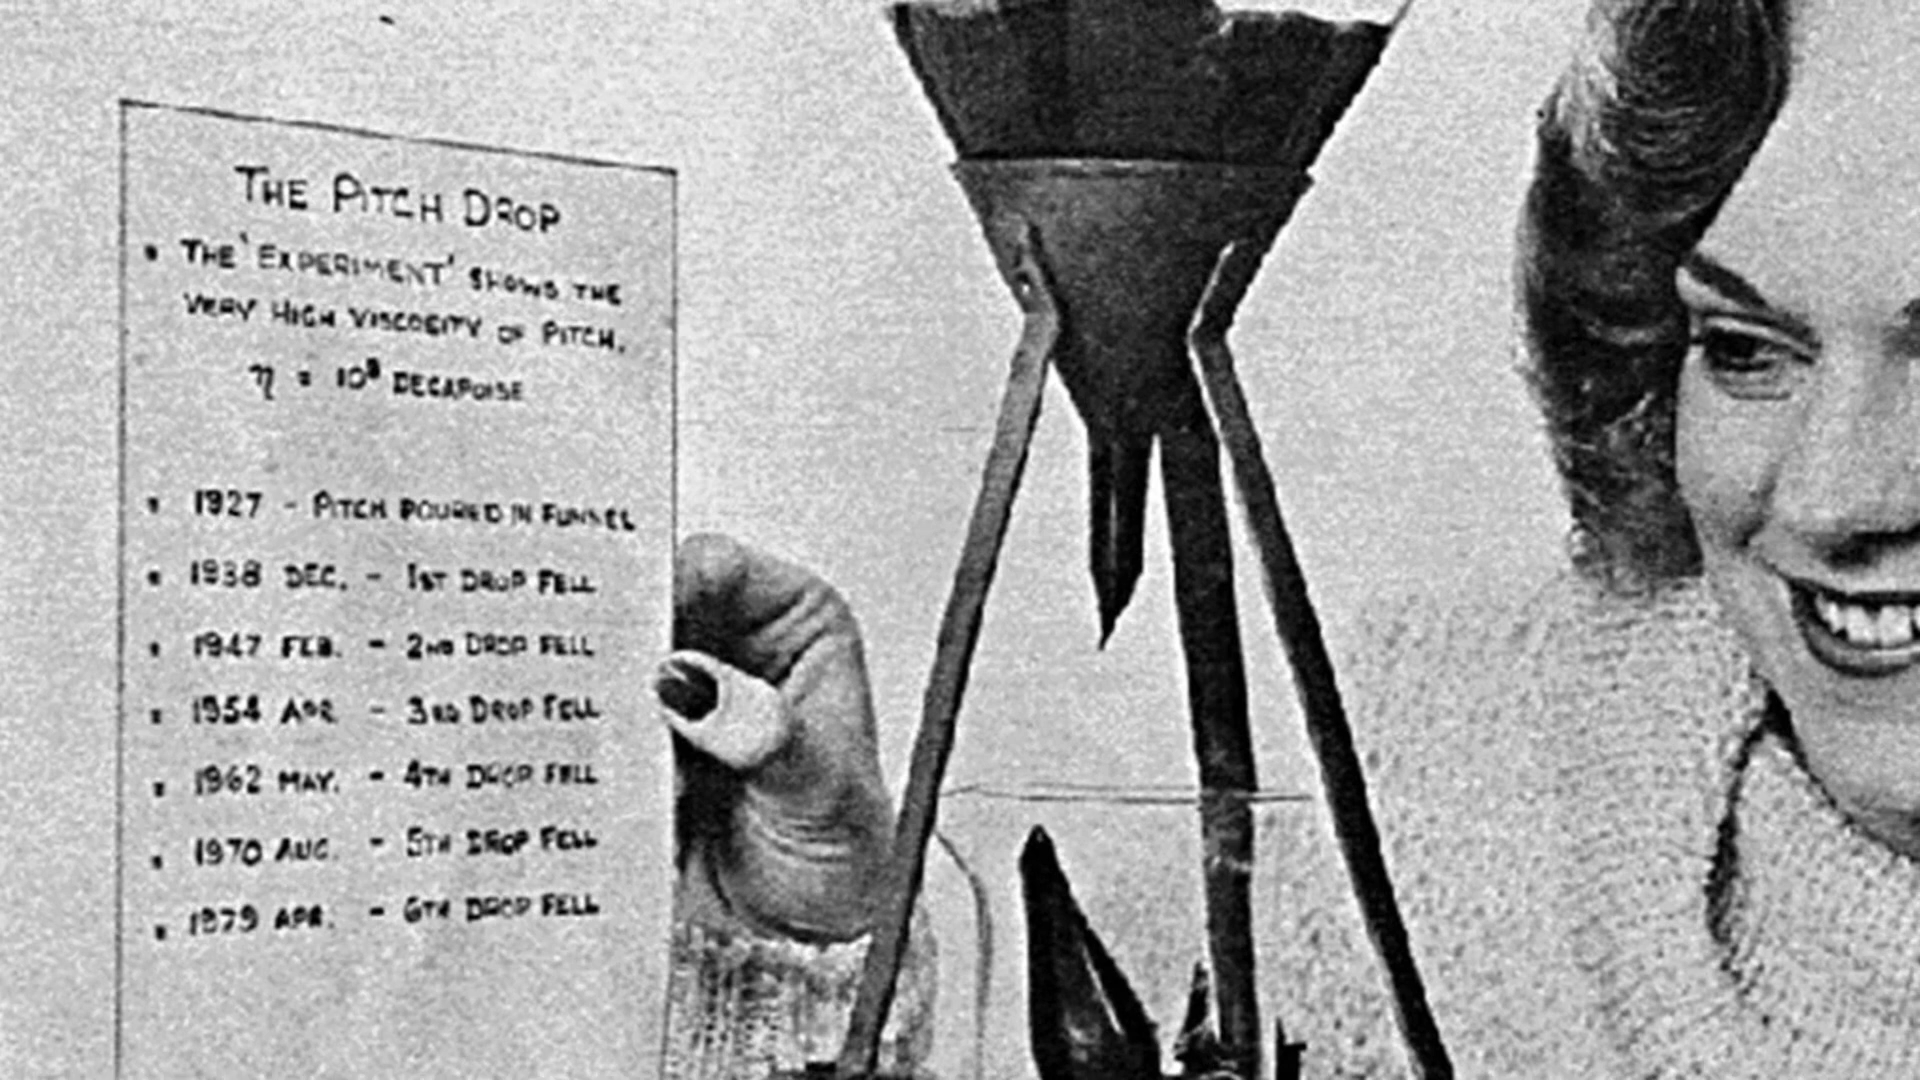 THE PITCH DROP
THE 'EXPERIMENT' SHOWS THE
VERY HIGH VISCOSITY OF PITCH.
η = 10⁸ DECAPOISE
1927 - PITCH POURED IN FUNNEL
1938 DEC. - 1ST DROP FELL
1947 FEB. - 2ND DROP FELL
1954 APR. - 3RD DROP FELL
1962 MAY. - 4TH DROP FELL
1970 AUG. - 5TH DROP FELL
1979 APR. - 6TH DROP FELL